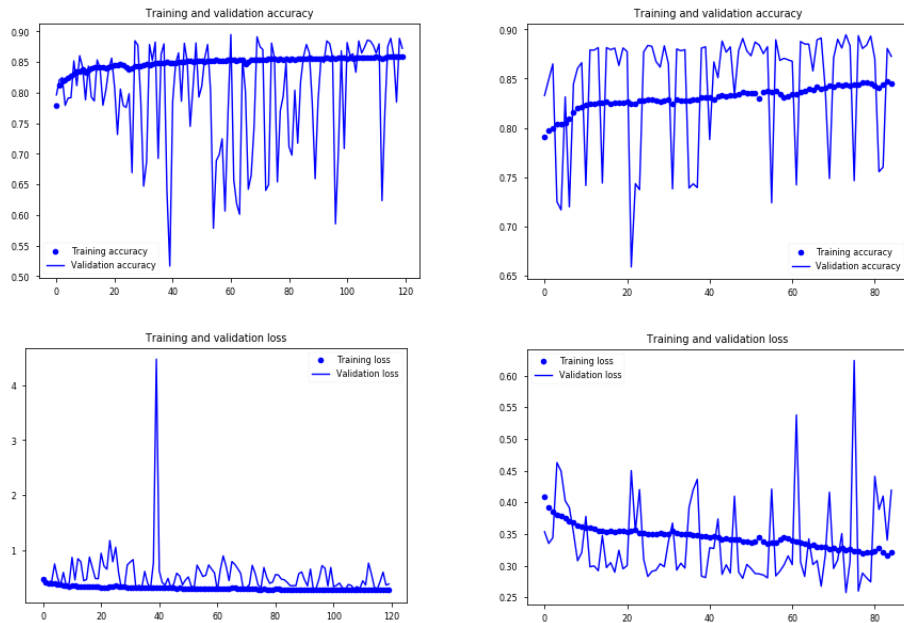 Training and validation accuracy
0.90
0.85
0.80
0.75
0.70
0.65
0.60
0.55
0.50
Training accuracy
Validation accuracy
0 20 40 60 80 100 120
Training and validation accuracy
0.90
0.85
0.80
0.75
0.70
0.65
Training accuracy
Validation accuracy
0 20 40 60 80
Training and validation loss
4
3
2
1
Training loss
Validation loss
0 20 40 60 80 100 120
Training and validation loss
0.60
0.55
0.50
0.45
0.40
0.35
0.30
0.25
Training loss
Validation loss
0 20 40 60 80